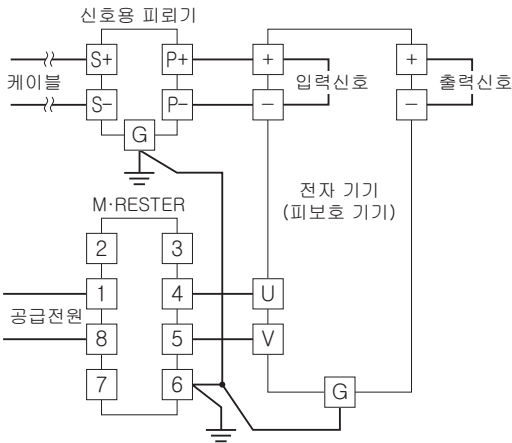 신호용 피뢰기
S+ P+ + +
케이블 입력신호 출력신호
S− P− − −
G
전자 기기
(피보호 기기)
M·RESTER
2 3
1 4 U
공급전원
8 5 V
7 6 G